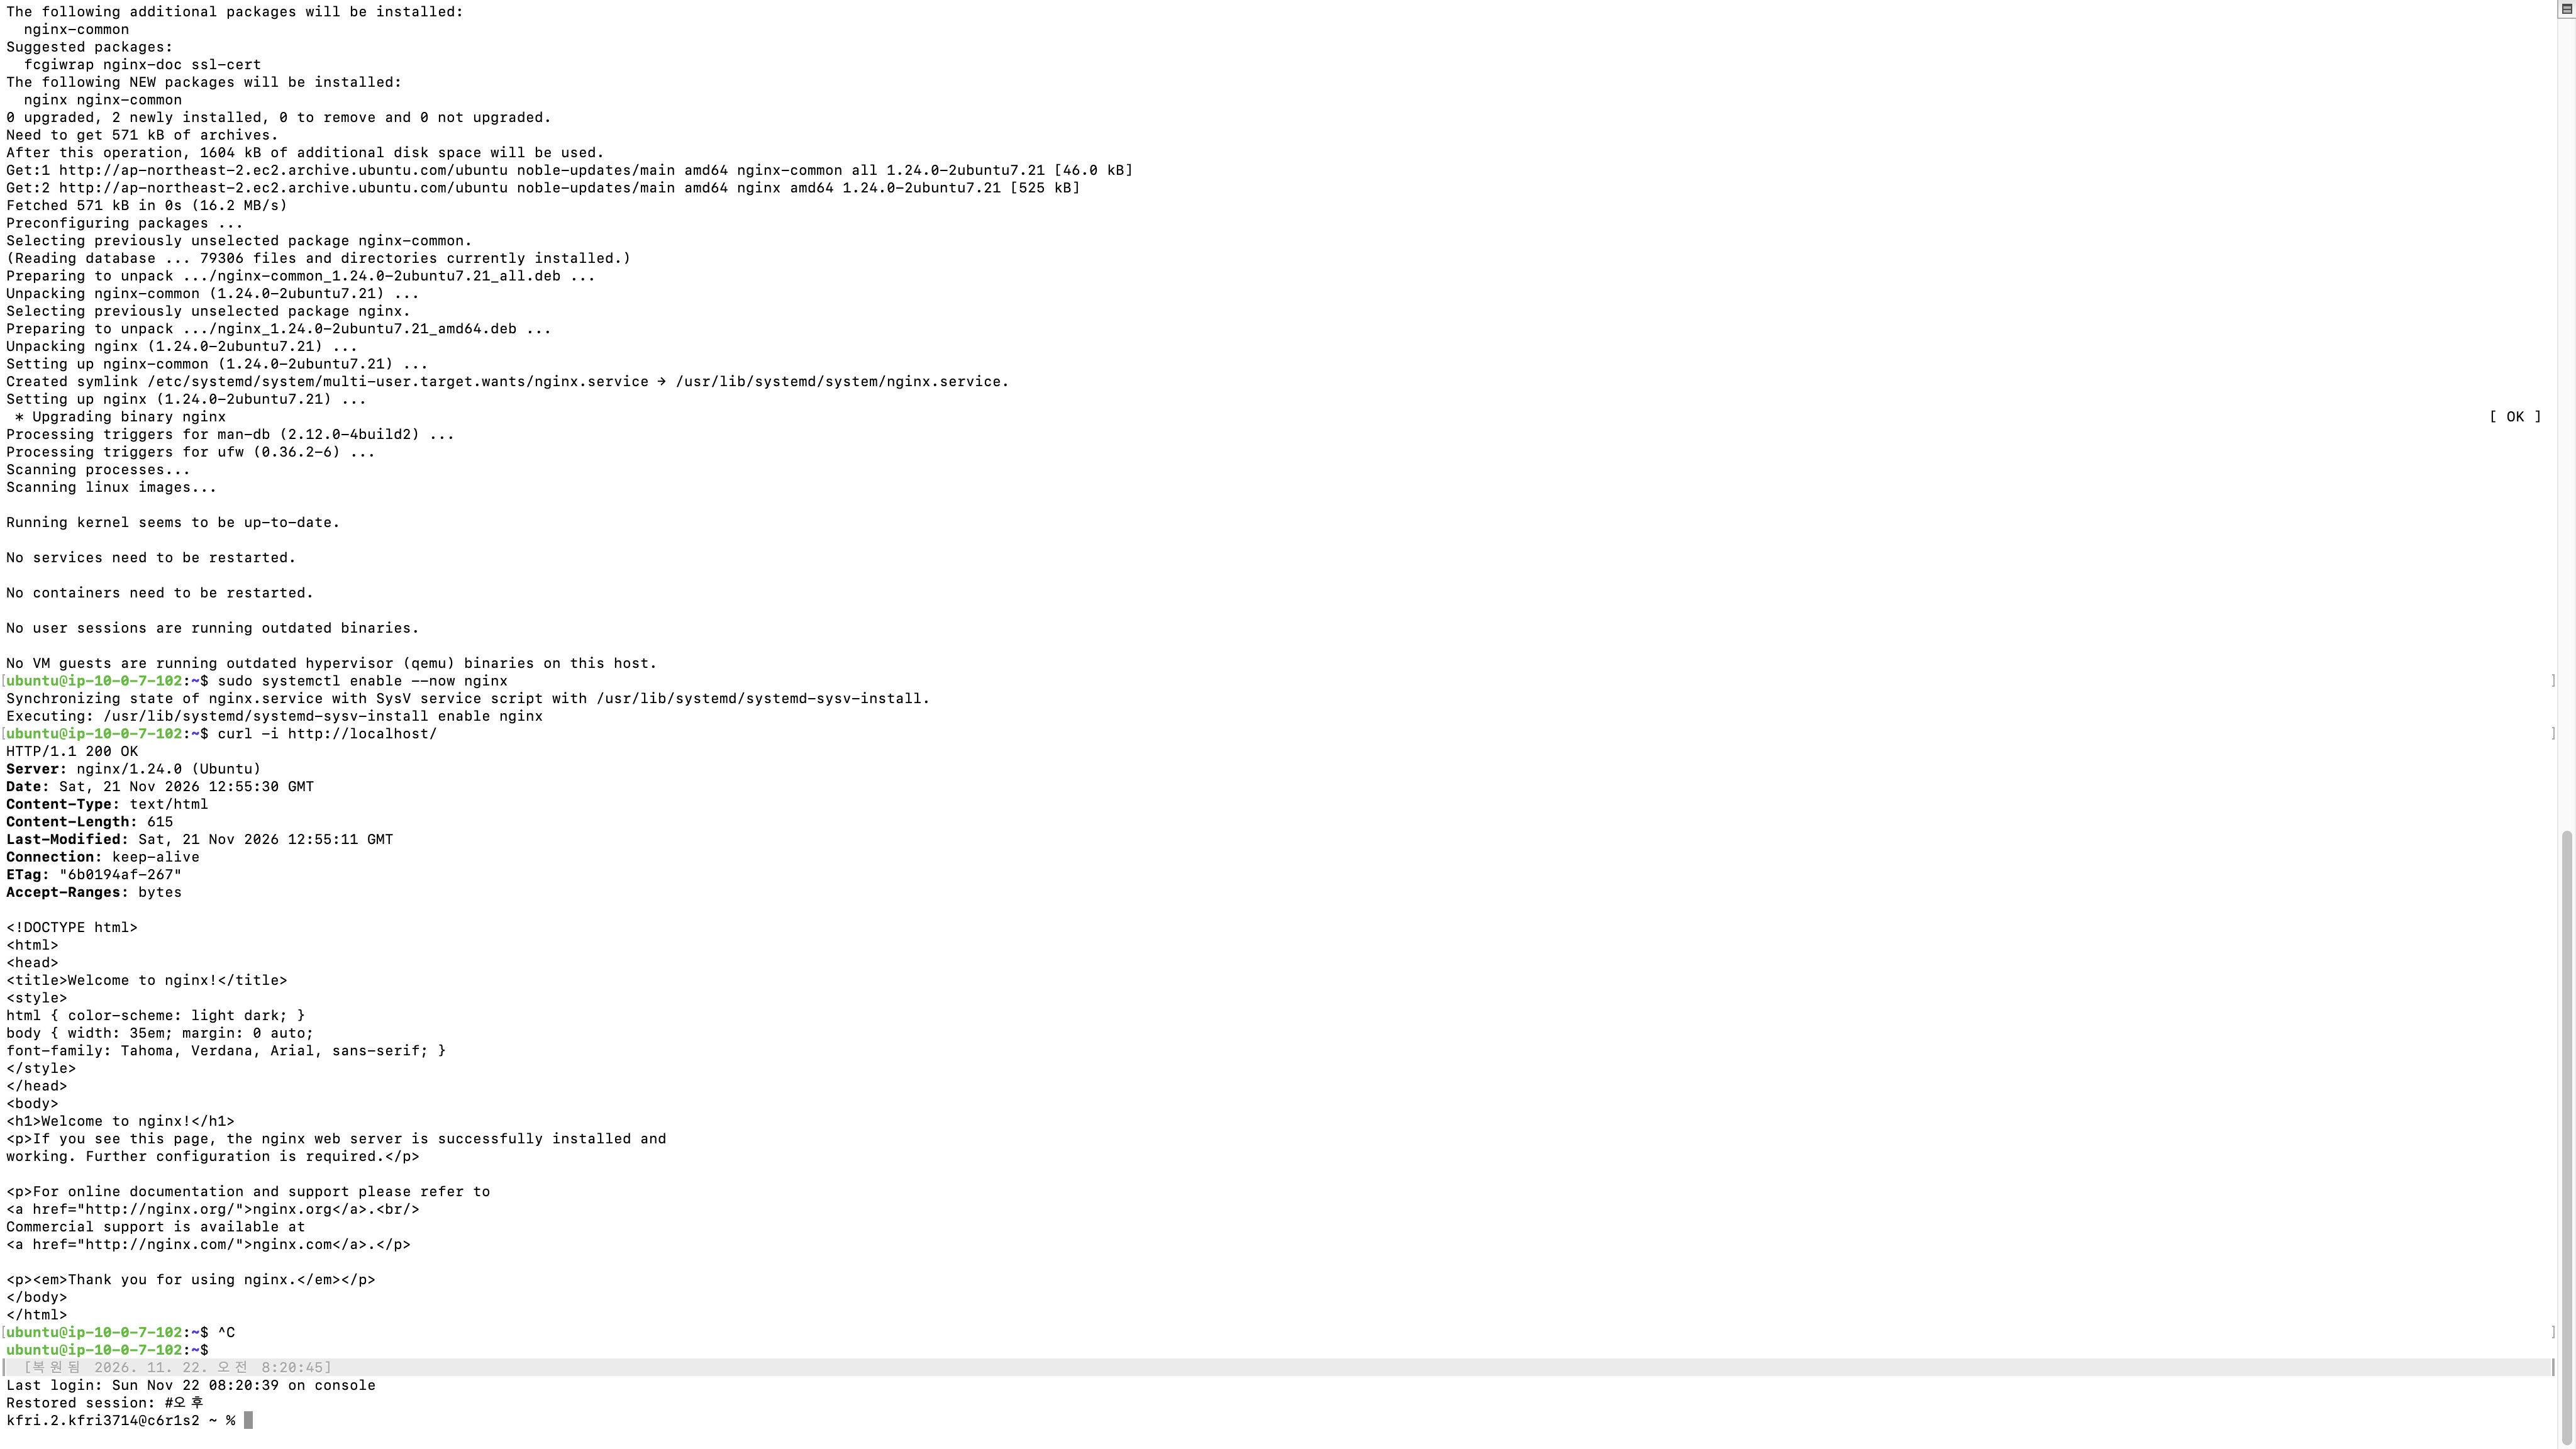 The following additional packages will be installed:
  nginx-common
Suggested packages:
  fcgiwrap nginx-doc ssl-cert
The following NEW packages will be installed:
  nginx nginx-common
0 upgraded, 2 newly installed, 0 to remove and 0 not upgraded.
Need to get 571 kB of archives.
After this operation, 1604 kB of additional disk space will be used.
Get:1 http://ap-northeast-2.ec2.archive.ubuntu.com/ubuntu noble-updates/main amd64 nginx-common all 1.24.0-2ubuntu7.21 [46.0 kB]
Get:2 http://ap-northeast-2.ec2.archive.ubuntu.com/ubuntu noble-updates/main amd64 nginx amd64 1.24.0-2ubuntu7.21 [525 kB]
Fetched 571 kB in 0s (16.2 MB/s)
Preconfiguring packages ...
Selecting previously unselected package nginx-common.
(Reading database ... 79306 files and directories currently installed.)
Preparing to unpack .../nginx-common_1.24.0-2ubuntu7.21_all.deb ...
Unpacking nginx-common (1.24.0-2ubuntu7.21) ...
Selecting previously unselected package nginx.
Preparing to unpack .../nginx_1.24.0-2ubuntu7.21_amd64.deb ...
Unpacking nginx (1.24.0-2ubuntu7.21) ...
Setting up nginx-common (1.24.0-2ubuntu7.21) ...
Created symlink /etc/systemd/system/multi-user.target.wants/nginx.service → /usr/lib/systemd/system/nginx.service.
Setting up nginx (1.24.0-2ubuntu7.21) ...
 * Upgrading binary nginx [ OK ]
Processing triggers for man-db (2.12.0-4build2) ...
Processing triggers for ufw (0.36.2-6) ...
Scanning processes...
Scanning linux images...

Running kernel seems to be up-to-date.

No services need to be restarted.

No containers need to be restarted.

No user sessions are running outdated binaries.

No VM guests are running outdated hypervisor (qemu) binaries on this host.
[ubuntu@ip-10-0-7-102:~$ sudo systemctl enable --now nginx ]
Synchronizing state of nginx.service with SysV service script with /usr/lib/systemd/systemd-sysv-install.
Executing: /usr/lib/systemd/systemd-sysv-install enable nginx
[ubuntu@ip-10-0-7-102:~$ curl -i http://localhost/ ]
HTTP/1.1 200 OK
Server: nginx/1.24.0 (Ubuntu)
Date: Sat, 21 Nov 2026 12:55:30 GMT
Content-Type: text/html
Content-Length: 615
Last-Modified: Sat, 21 Nov 2026 12:55:11 GMT
Connection: keep-alive
ETag: "6b0194af-267"
Accept-Ranges: bytes

<!DOCTYPE html>
<html>
<head>
<title>Welcome to nginx!</title>
<style>
html { color-scheme: light dark; }
body { width: 35em; margin: 0 auto;
font-family: Tahoma, Verdana, Arial, sans-serif; }
</style>
</head>
<body>
<h1>Welcome to nginx!</h1>
<p>If you see this page, the nginx web server is successfully installed and
working. Further configuration is required.</p>

<p>For online documentation and support please refer to
<a href="http://nginx.org/">nginx.org</a>.<br/>
Commercial support is available at
<a href="http://nginx.com/">nginx.com</a>.</p>

<p><em>Thank you for using nginx.</em></p>
</body>
</html>
[ubuntu@ip-10-0-7-102:~$ ^C ]
ubuntu@ip-10-0-7-102:~$
  [복원됨 2026. 11. 22. 오전 8:20:45]
Last login: Sun Nov 22 08:20:39 on console
Restored session: #오후
kfri.2.kfri3714@c6r1s2 ~ %